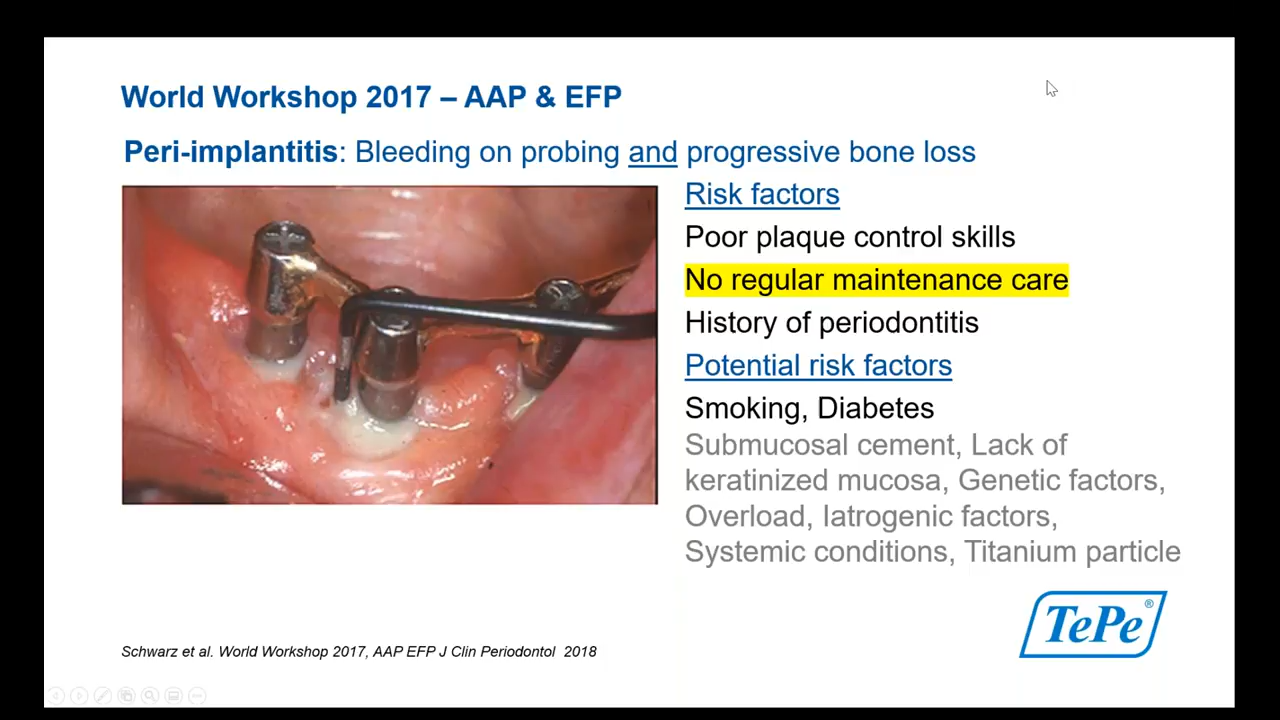 World Workshop 2017 – AAP & EFP
Peri-implantitis: Bleeding on probing and progressive bone loss
Risk factors
Poor plaque control skills
No regular maintenance care
History of periodontitis
Potential risk factors
Smoking, Diabetes
Submucosal cement, Lack of
keratinized mucosa, Genetic factors,
Overload, Iatrogenic factors,
Systemic conditions, Titanium particle
TePe®
Schwarz et al. World Workshop 2017, AAP EFP J Clin Periodontol 2018